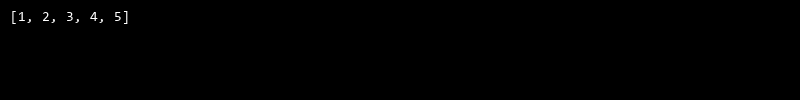 [1, 2, 3, 4, 5]